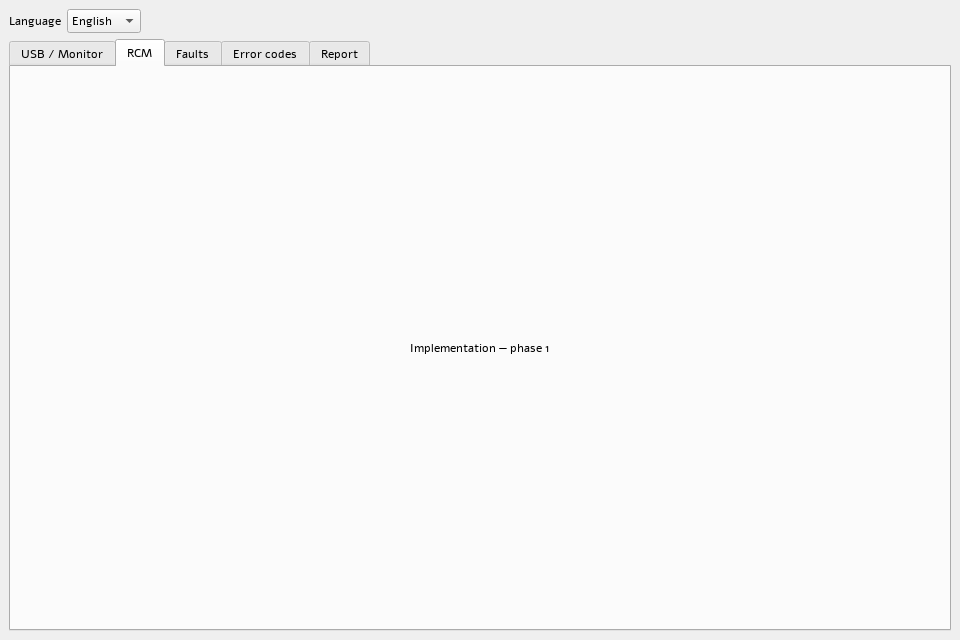 Language English
USB / Monitor RCM Faults Error codes Report
Implementation — phase 1